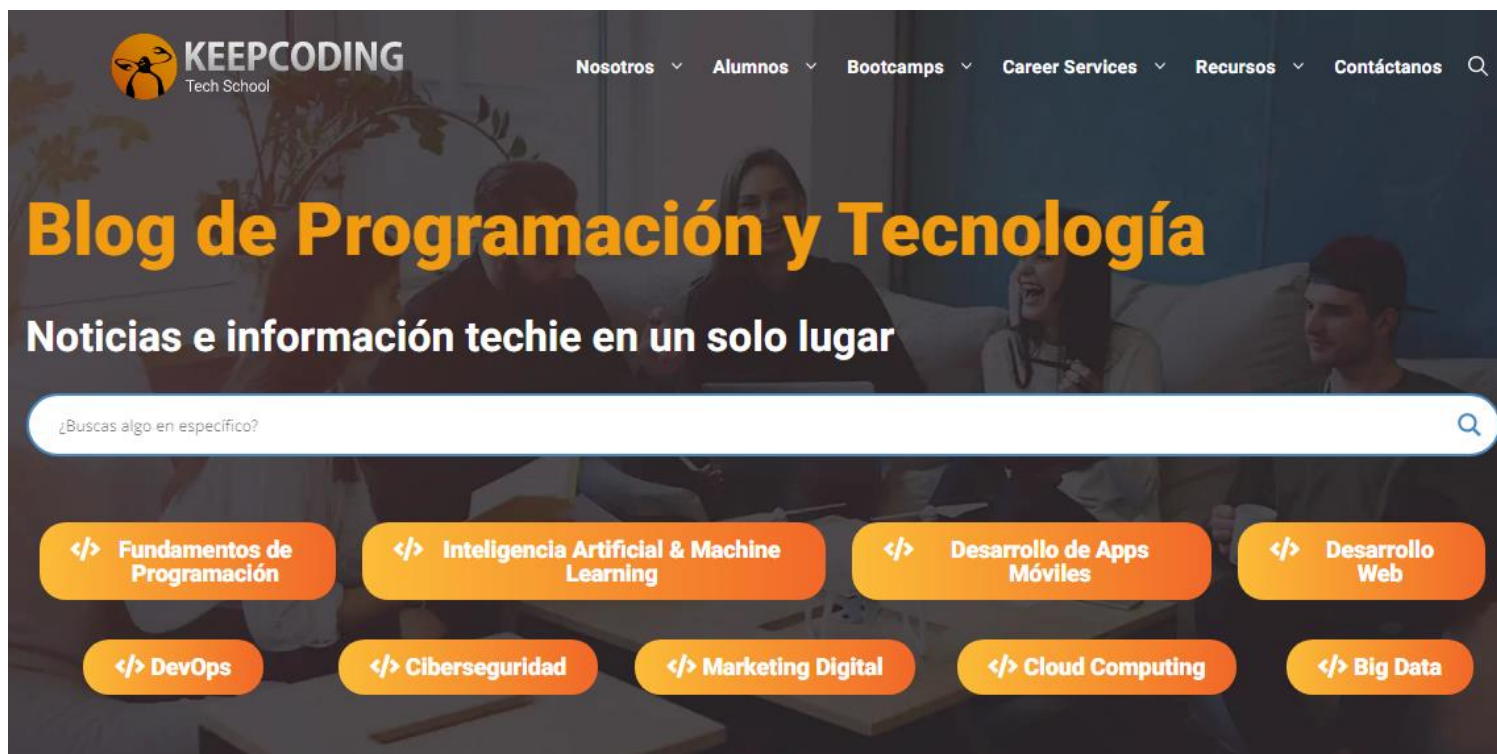 KEEPCODING
Tech School
Nosotros Alumnos Bootcamps Career Services Recursos Contáctanos
Blog de Programación y Tecnología
Noticias e información techie en un solo lugar
¿Buscas algo en específico?
</> Fundamentos de
Programación
</> Inteligencia Artificial & Machine
Learning
</> Desarrollo de Apps
Móviles
</> Desarrollo
Web
</> DevOps
</> Ciberseguridad
</> Marketing Digital
</> Cloud Computing
</> Big Data